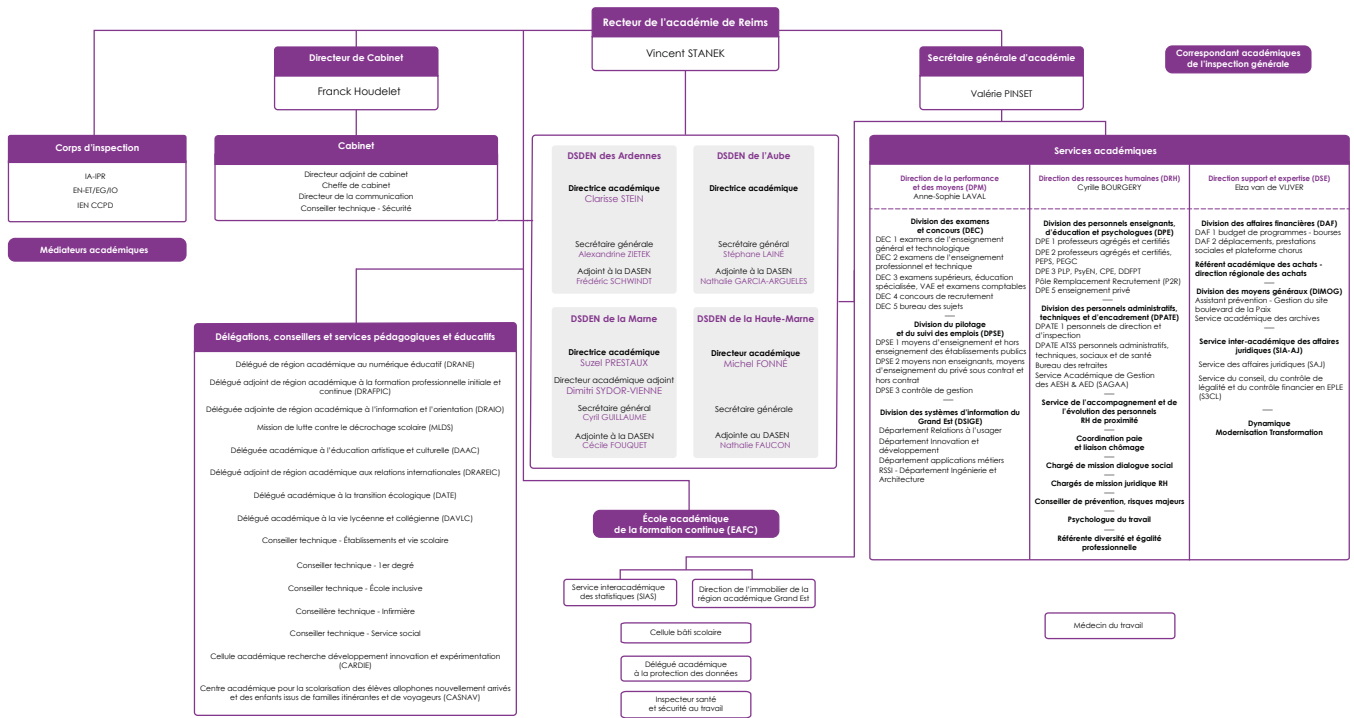 Recteur de l'académie de Reims
Vincent STANEK
Directeur de Cabinet
Franck Houdelet
Secrétaire générale d'académie
Valérie PINSET
Correspondant académiques
de l'inspection générale
Corps d'inspection
IA-IPR
EN-ET/EG/IO
IEN CCPD
Médiateurs académiques
Cabinet
Directeur adjoint de cabinet
Cheffe de cabinet
Directeur de la communication
Conseiller technique - Sécurité
DSDEN des Ardennes
Directrice académique
Clarisse STEIN
Secrétaire générale
Alexandrine ZIETEK
Adjoint à la DASEN
Frédéric SCHWINDT
DSDEN de l'Aube
Directrice académique
Secrétaire général
Stéphane LAINÉ
Adjointe à la DASEN
Nathalie GARCIA-ARGUELES
DSDEN de la Marne
Directrice académique
Suzel PRESTAUX
Directeur académique adjoint
Dimitri SYDOR-VIENNE
Secrétaire général
Cyril GUILLAUME
Adjointe à la DASEN
Cécile FOUQUET
DSDEN de la Haute-Marne
Directeur académique
Michel FONNÉ
Secrétaire générale
Adjointe au DASEN
Nathalie FAUCON
Délégations, conseillers et services pédagogiques et éducatifs
Délégué de région académique au numérique éducatif (DRANE)
Délégué adjoint de région académique à la formation professionnelle initiale et
continue (DRAFPIC)
Déléguée adjointe de région académique à l'information et l'orientation (DRAIO)
Mission de lutte contre le décrochage scolaire (MLDS)
Déléguée académique à l'éducation artistique et culturelle (DAAC)
Délégué adjoint de région académique aux relations internationales (DRAREIC)
Délégué académique à la transition écologique (DATE)
Délégué académique à la vie lycéenne et collégienne (DAVLC)
Conseiller technique - Établissements et vie scolaire
Conseiller technique - 1er degré
Conseiller technique - École inclusive
Conseillère technique - Infirmière
Conseiller technique - Service social
Cellule académique recherche développement innovation et expérimentation
(CARDIE)
Centre académique pour la scolarisation des élèves allophones nouvellement arrivés
et des enfants issus de familles itinérantes et de voyageurs (CASNAV)
École académique
de la formation continue (EAFC)
Service interacadémique
des statistiques (SIAS)
Direction de l'immobilier de la
région académique Grand Est
Cellule bâti scolaire
Délégué académique
à la protection des données
Inspecteur santé
et sécurité au travail
Services académiques
Direction de la performance
et des moyens (DPM)
Anne-Sophie LAVAL
Division des examens
et concours (DEC)
DEC 1 examens de l'enseignement
général et technologique
DEC 2 examens de l'enseignement
professionnel et technique
DEC 3 examens supérieurs, éducation
spécialisée, VAE et examens comptables
DEC 4 concours de recrutement
DEC 5 bureau des sujets
Division du pilotage
et du suivi des emplois (DPSE)
DPSE 1 moyens d'enseignement et hors
enseignement des établissements publics
DPSE 2 moyens non enseignants, moyens
d'enseignement du privé sous contrat et
hors contrat
DPSE 3 contrôle de gestion
Division des systèmes d'information du
Grand Est (DSIGE)
Département Relations à l'usager
Département Innovation et
développement
Département applications métiers
RSSI - Département Ingénierie et
Architecture
Direction des ressources humaines (DRH)
Cyrille BOURGERY
Division des personnels enseignants,
d'éducation et psychologues (DPE)
DPE 1 professeurs agrégés et certifiés
DPE 2 professeurs agrégés et certifiés,
PEPS, PEGC
DPE 3 PLP, PsyEN, CPE, DDFPT
Pôle Remplacement Recrutement (P2R)
DPE 5 enseignement privé
Division des personnels administratifs,
techniques et d'encadrement (DPATE)
DPATE 1 personnels de direction et
d'inspection
DPATE ATSS personnels administratifs,
techniques, sociaux et de santé
Bureau des retraites
Service Académique de Gestion
des AESH & AED (SAGAA)
Service de l'accompagnement et de
l'évolution des personnels
RH de proximité
Coordination paie
et liaison chômage
Chargé de mission dialogue social
Chargés de mission juridique RH
Conseiller de prévention, risques majeurs
Psychologue du travail
Référente diversité et égalité
professionnelle
Direction support et expertise (DSE)
Elza van de VIJVER
Division des affaires financières (DAF)
DAF 1 budget de programmes - bourses
DAF 2 déplacements, prestations
sociales et plateforme chorus
Référent académique des achats -
direction régionale des achats
Division des moyens généraux (DIMOG)
Assistant prévention - Gestion du site
boulevard de la Paix
Service académique des archives
Service inter-académique des affaires
juridiques (SIA-AJ)
Service des affaires juridiques (SAJ)
Service du conseil, du contrôle de
légalité et du contrôle financier en EPLE
(S3CL)
Dynamique
Modernisation Transformation
Médecin du travail